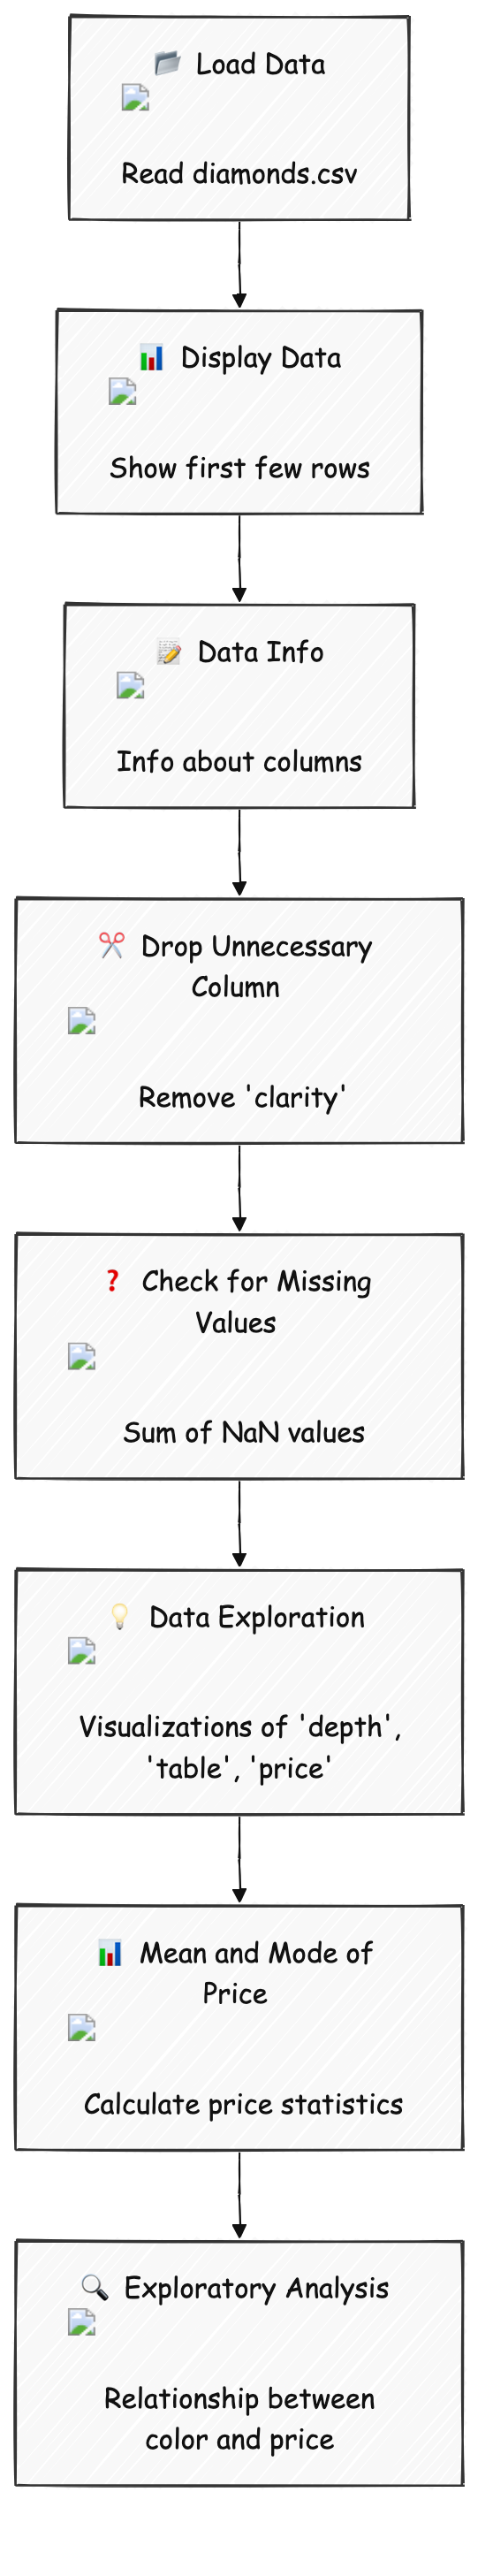 📂 Load Data
Read diamonds.csv
📊 Display Data
Show first few rows
📝 Data Info
Info about columns
✂️ Drop Unnecessary
Column
Remove 'clarity'
❓ Check for Missing
Values
Sum of NaN values
💡 Data Exploration
Visualizations of 'depth',
'table', 'price'
📊 Mean and Mode of
Price
Calculate price statistics
🔍 Exploratory Analysis
Relationship between
color and price